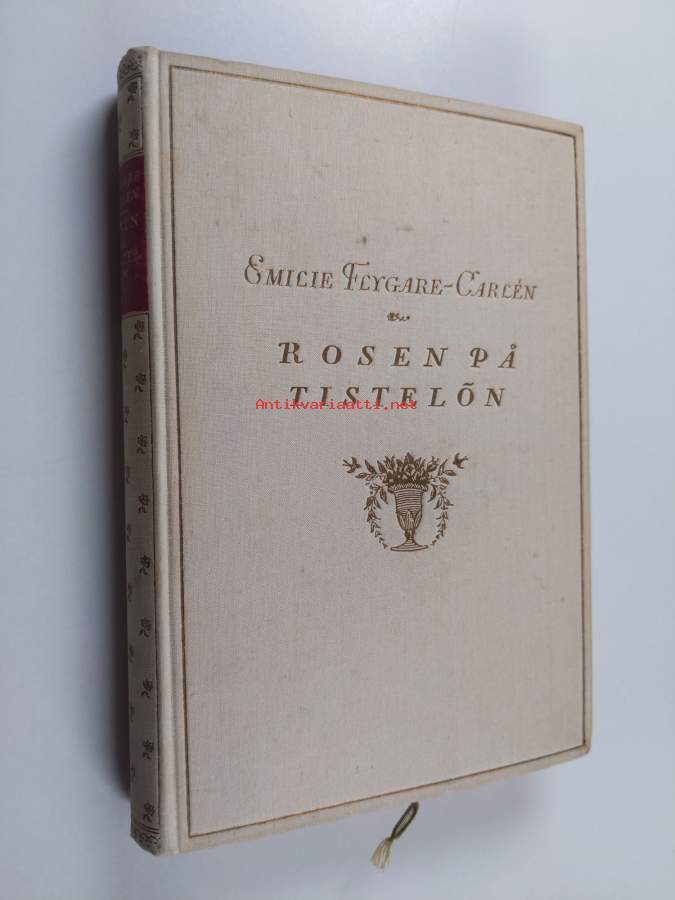 EMILIE FLYGARE-CARLÉN
ROSEN PÅ
TISTELÖN
Antikvariaatti.net